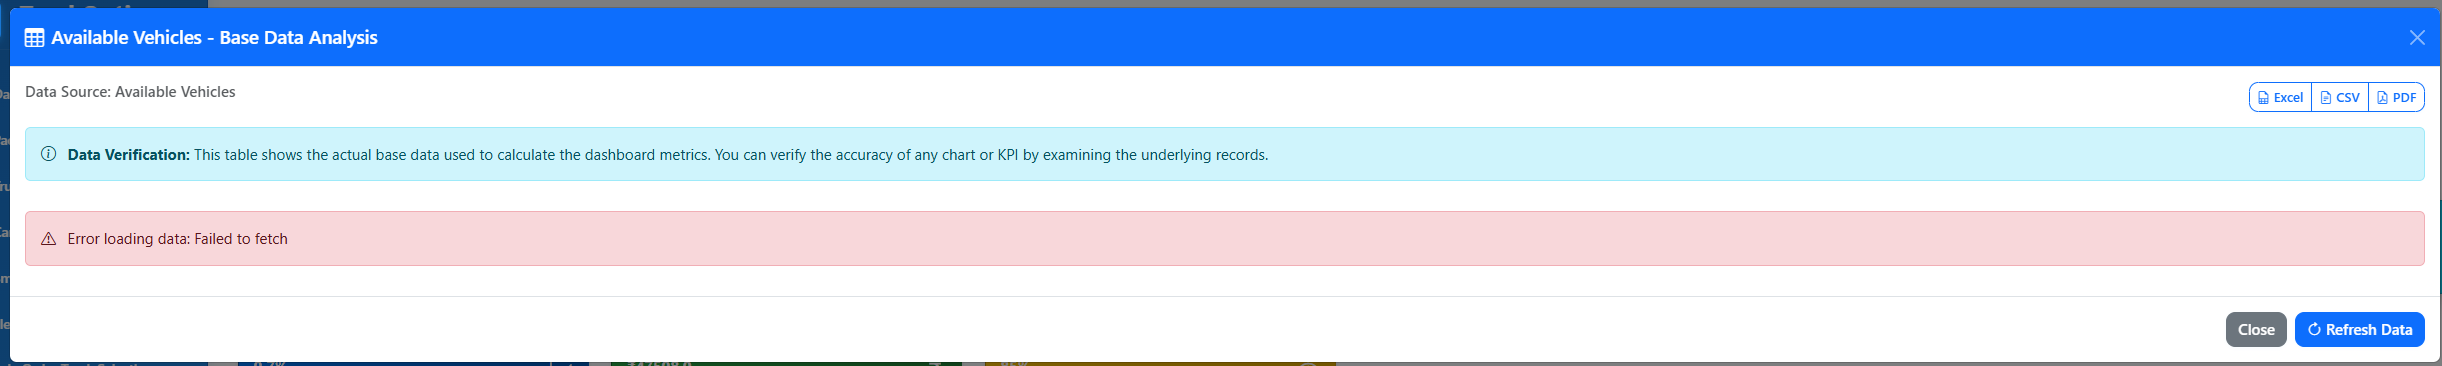 Available Vehicles - Base Data Analysis
Data Source: Available Vehicles
Excel
CSV
PDF
Data Verification: This table shows the actual base data used to calculate the dashboard metrics. You can verify the accuracy of any chart or KPI by examining the underlying records.
Error loading data: Failed to fetch
Close
Refresh Data